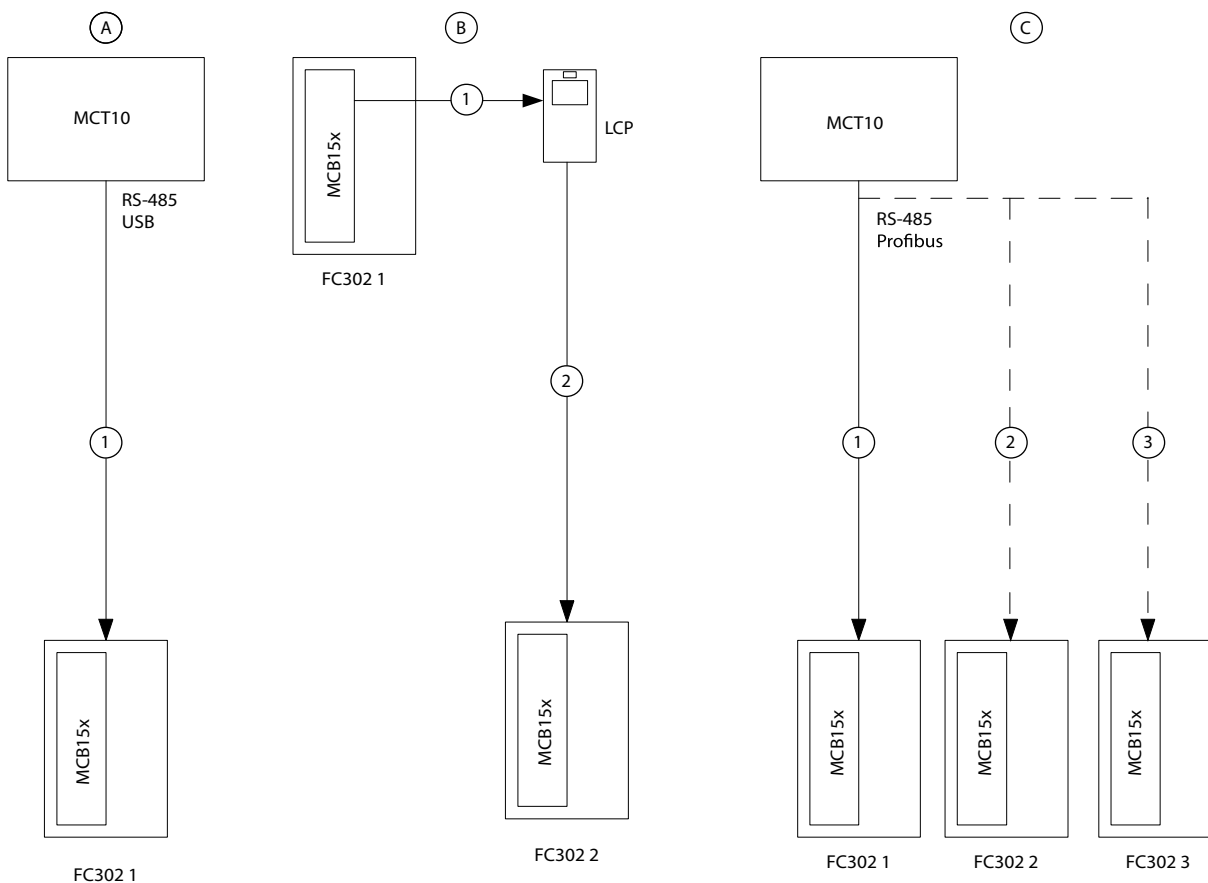 A
MCT10
RS-485
USB
1
MCB15x
FC302 1
B
MCB15x
FC302 1
1
LCP
2
MCB15x
FC302 2
C
MCT10
RS-485
Profibus
1
2
3
MCB15x
MCB15x
MCB15x
FC302 1
FC302 2
FC302 3